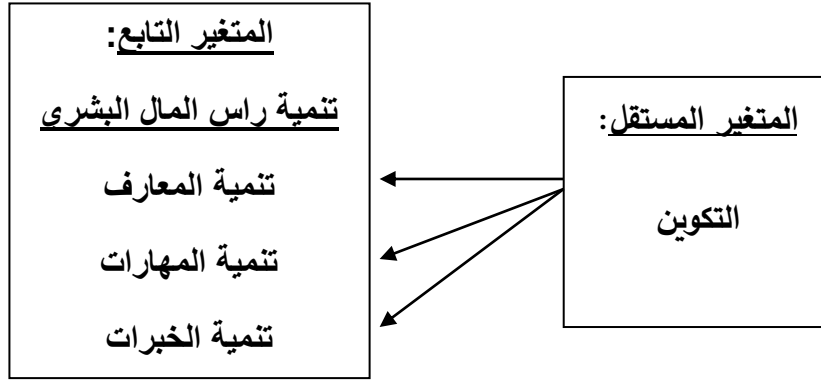 المتغير المستقل:
التكوين
المتغير التابع:
تنمية راس المال البشري
تنمية المعارف
تنمية المهارات
تنمية الخبرات